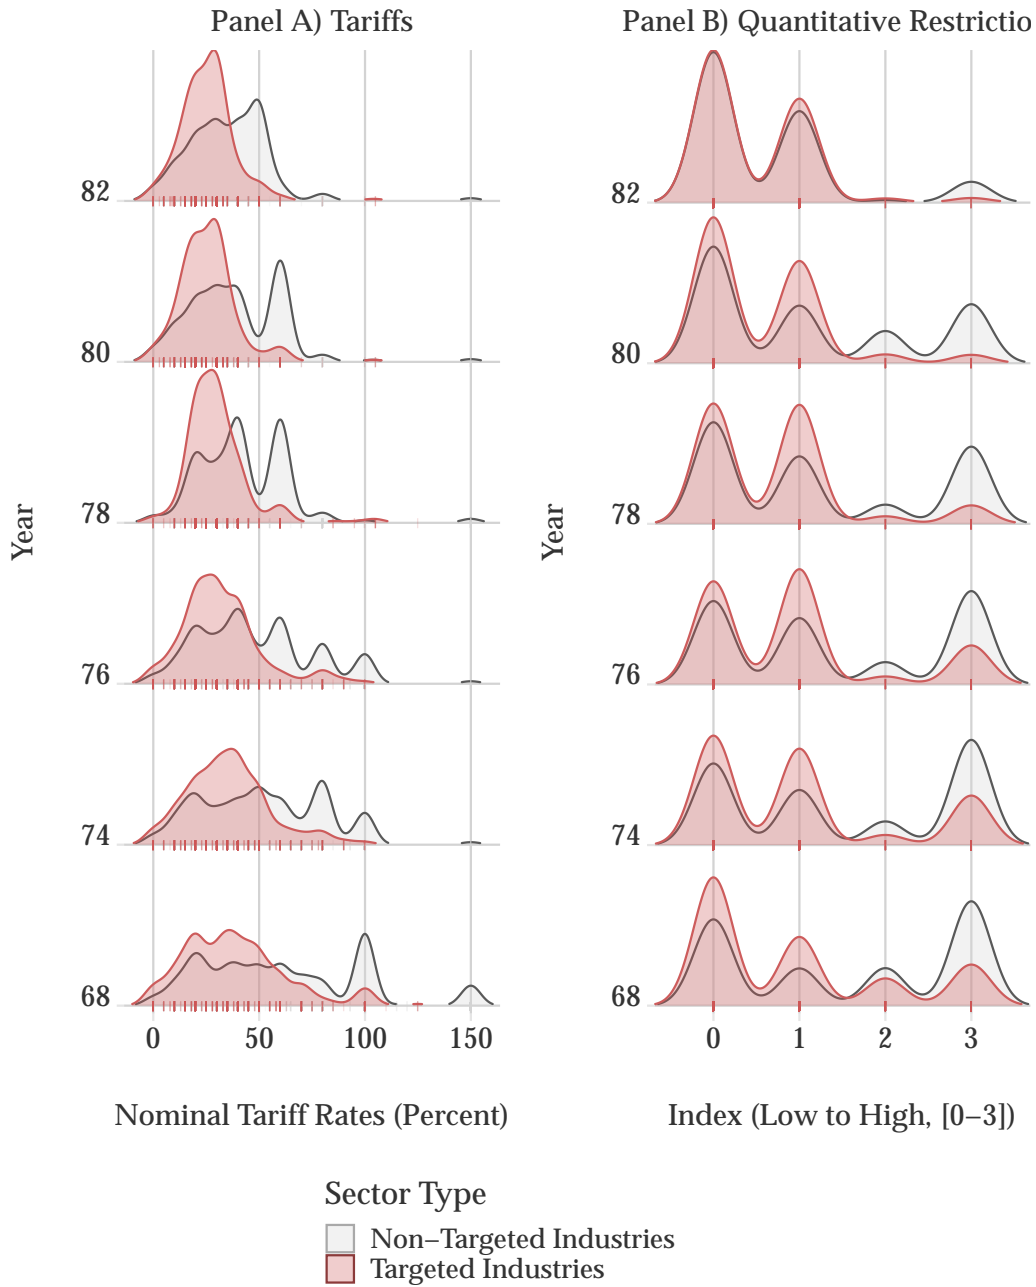 Panel A) Tariffs
82
80
78
76
74
68
Year
0 50 100 150
Nominal Tariff Rates (Percent)
Panel B) Quantitative Restrictio
82
80
78
76
74
68
Year
0 1 2 3
Index (Low to High, [0–3])
Sector Type
Non–Targeted Industries
Targeted Industries